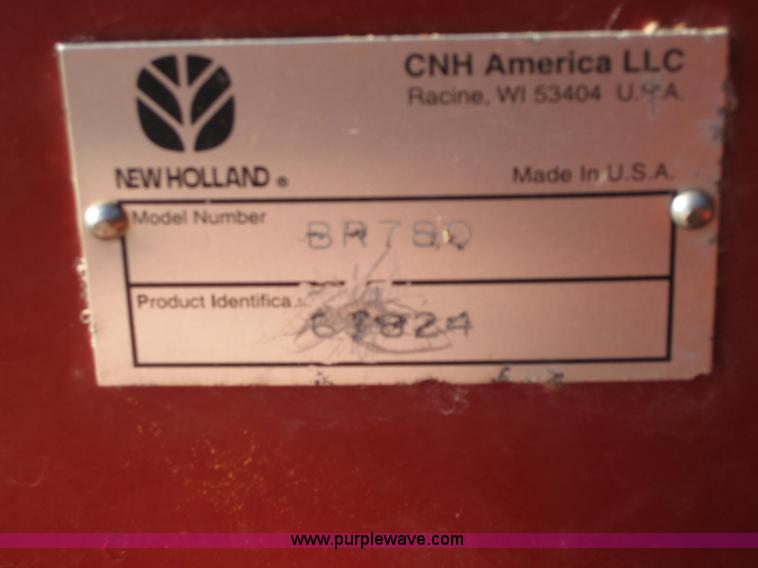 CNH America LLC
Racine, WI 53404 U.S.A.
NEW HOLLAND ®
Made In U.S.A.
Model Number
BR780
Product Identifica
www.purplewave.com